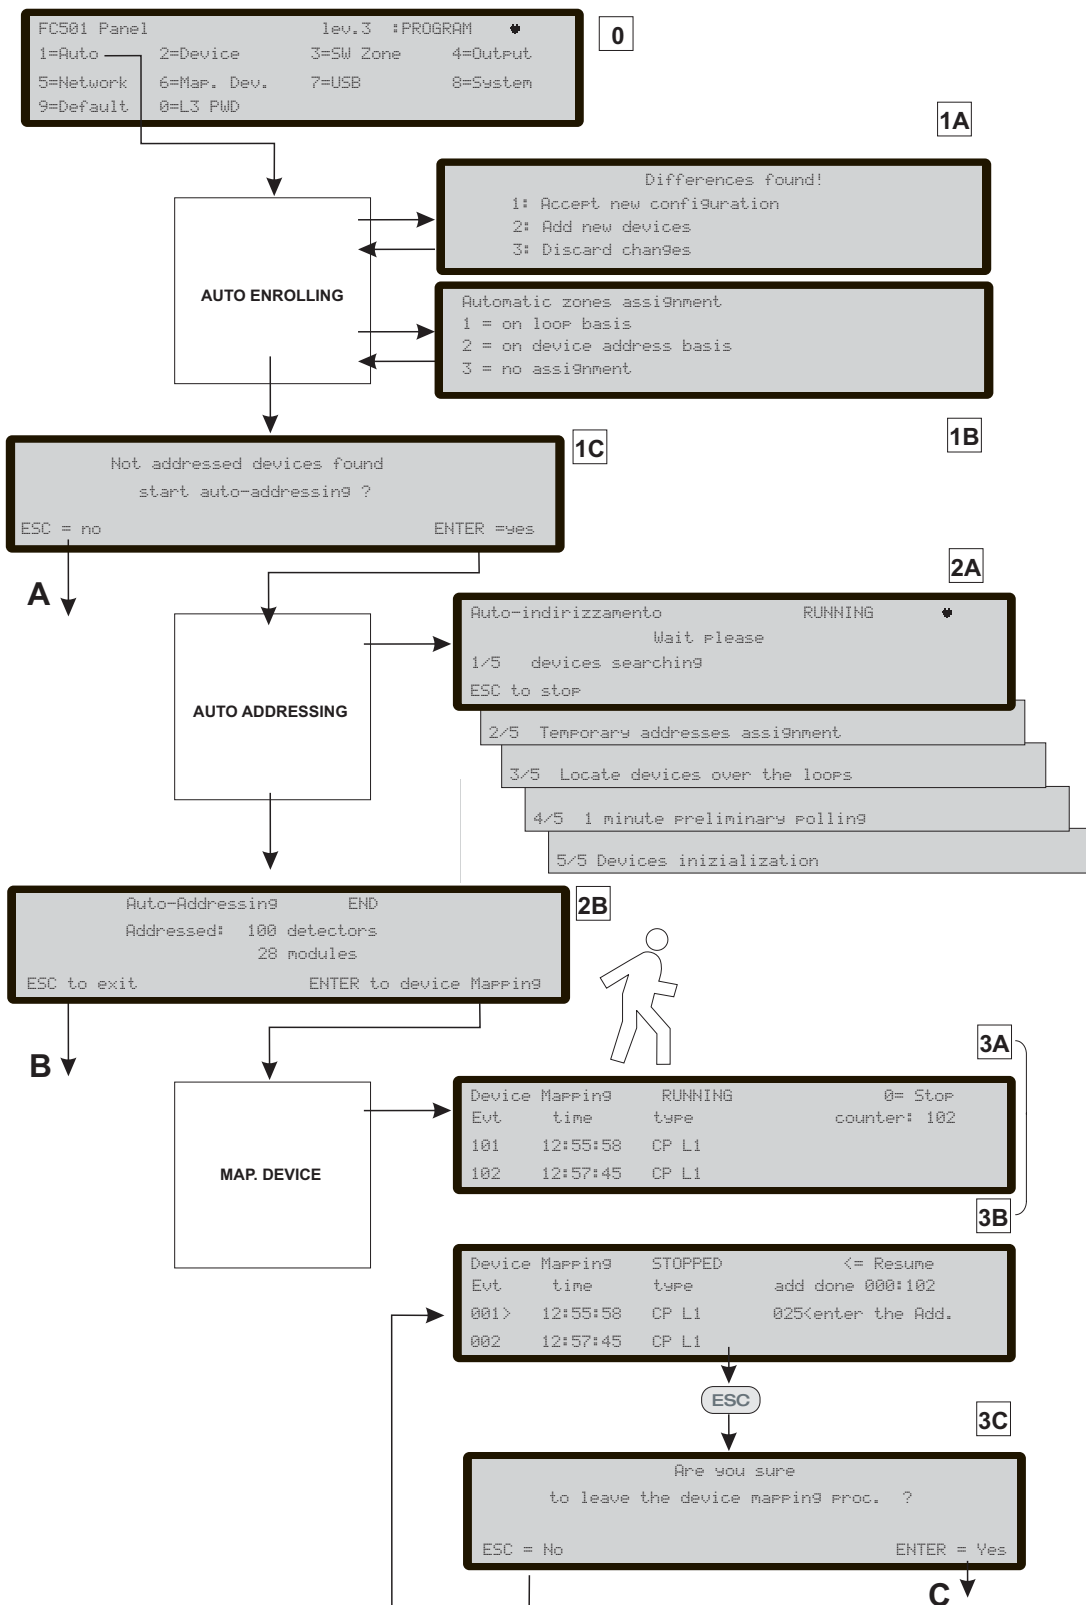 FC501 Panel lev.3 :PROGRAM
0
1=Auto 2=Device 3=SW Zone 4=Output
5=Network 6=Map. Dev. 7=USB 8=System
9=Default 0=L3 PWD
1A
Differences found!
1: Accept new configuration
2: Add new devices
3: Discard changes
AUTO ENROLLING
Automatic zones assignment
1 = on loop basis
2 = on device address basis
3 = no assignment
1B
1C
Not addressed devices found
start auto-addressing ?
ESC = no ENTER =yes
A
2A
Auto-indirizzamento RUNNING
Wait please
1/5 devices searching
ESC to stop
AUTO ADDRESSING
2/5 Temporary addresses assignment
3/5 Locate devices over the loops
4/5 1 minute preliminary polling
5/5 Devices inizialization
2B
Auto-Addressing END
Addressed: 100 detectors
28 modules
ESC to exit ENTER to device Mapping
B
3A
Device Mapping RUNNING 0= Stop
Evt time type counter: 102
101 12:55:58 CP L1
102 12:57:45 CP L1
MAP. DEVICE
3B
Device Mapping STOPPED <= Resume
Evt time type add done 000:102
001> 12:55:58 CP L1 025<enter the Add.
002 12:57:45 CP L1
ESC
3C
Are you sure
to leave the device mapping proc. ?
ESC = No ENTER = Yes
C